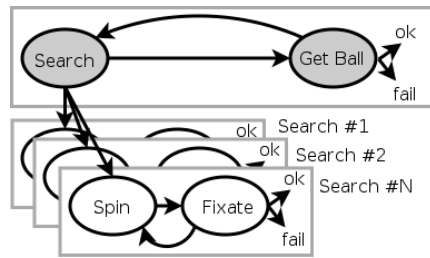 ok
Search
Get Ball
fail
ok
Search #1
ok
Search #2
ok
Search #N
Spin
Fixate
fail